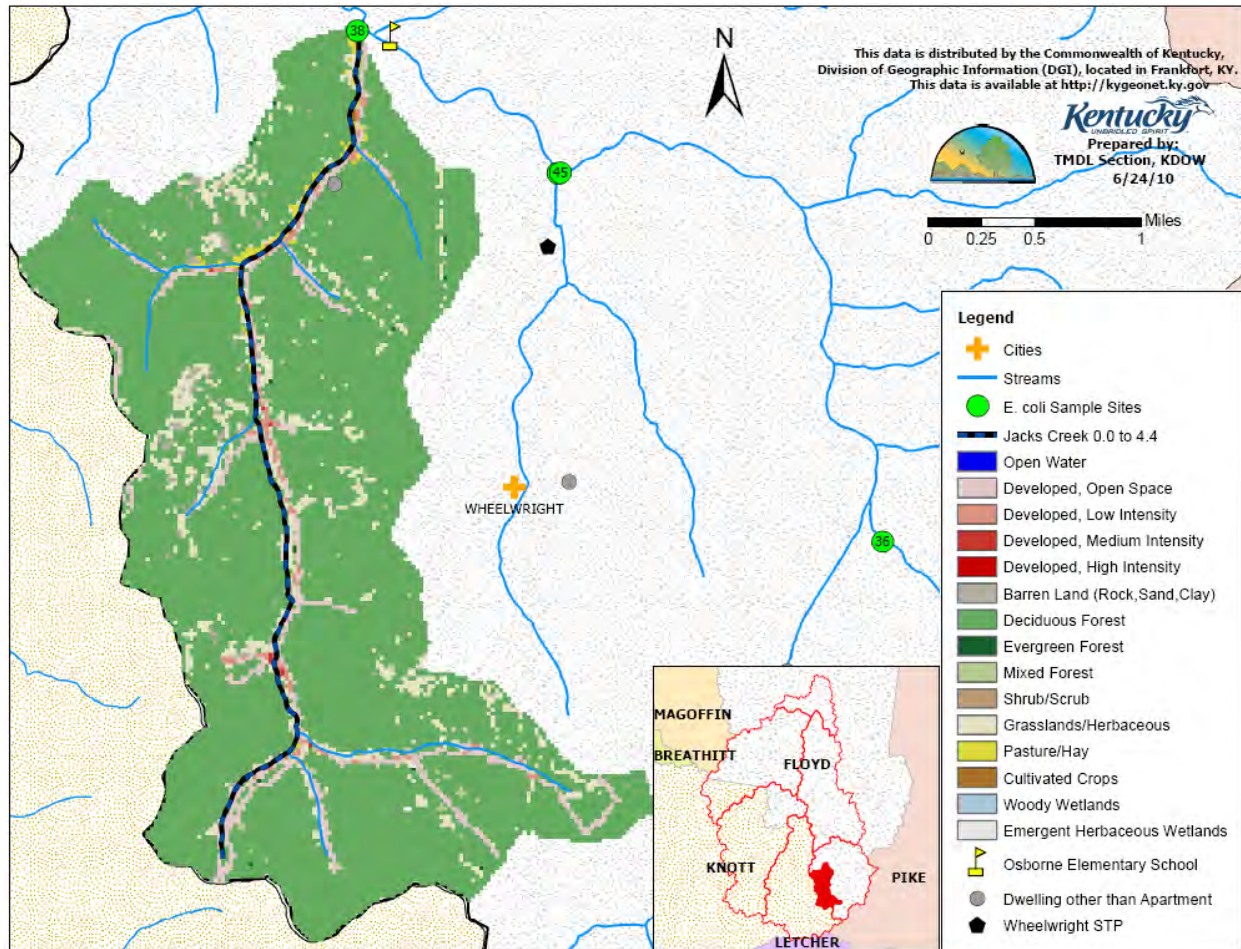 38
N
This data is distributed by the Commonwealth of Kentucky,
Division of Geographic Information (DGI), located in Frankfort, KY.
This data is available at http://kygeonet.ky.gov
Kentucky
UNBRIDLED SPIRIT
Prepared by:
TMDL Section, KDOW
6/24/10
Miles
0 0.25 0.5 1
45
WHEELWRIGHT
36
Legend
Cities
Streams
E. coli Sample Sites
Jacks Creek 0.0 to 4.4
Open Water
Developed, Open Space
Developed, Low Intensity
Developed, Medium Intensity
Developed, High Intensity
Barren Land (Rock,Sand,Clay)
Deciduous Forest
Evergreen Forest
Mixed Forest
Shrub/Scrub
Grasslands/Herbaceous
Pasture/Hay
Cultivated Crops
Woody Wetlands
Emergent Herbaceous Wetlands
Osborne Elementary School
Dwelling other than Apartment
Wheelwright STP
MAGOFFIN
BREATHITT
FLOYD
KNOTT
PIKE
LETCHER